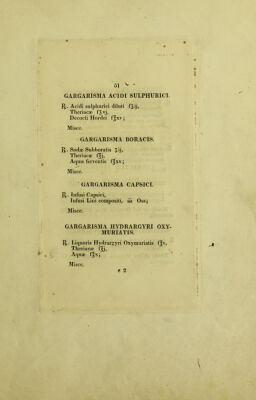 51
GARGARISMA ACIDI SULPHURICI.
℞. Acidi sulphurici diluti fʒij,
Theriacæ fʒvj,
Decocti Hordei f℥xv;
Misce.
GARGARISMA BORACIS.
℞. Sodæ Subboratis ʒij,
Theriacæ f℥j,
Aquæ ferventis f℥xv;
Misce.
GARGARISMA CAPSICI.
℞. Infusi Capsici,
Infusi Lini compositi, āā Oss;
Misce.
GARGARISMA HYDRARGYRI OXY-
MURIATIS.
℞. Liquoris Hydrargyri Oxymuriatis f℥v,
Theriacæ f℥j,
Aquæ f℥x;
Misce.
E 2